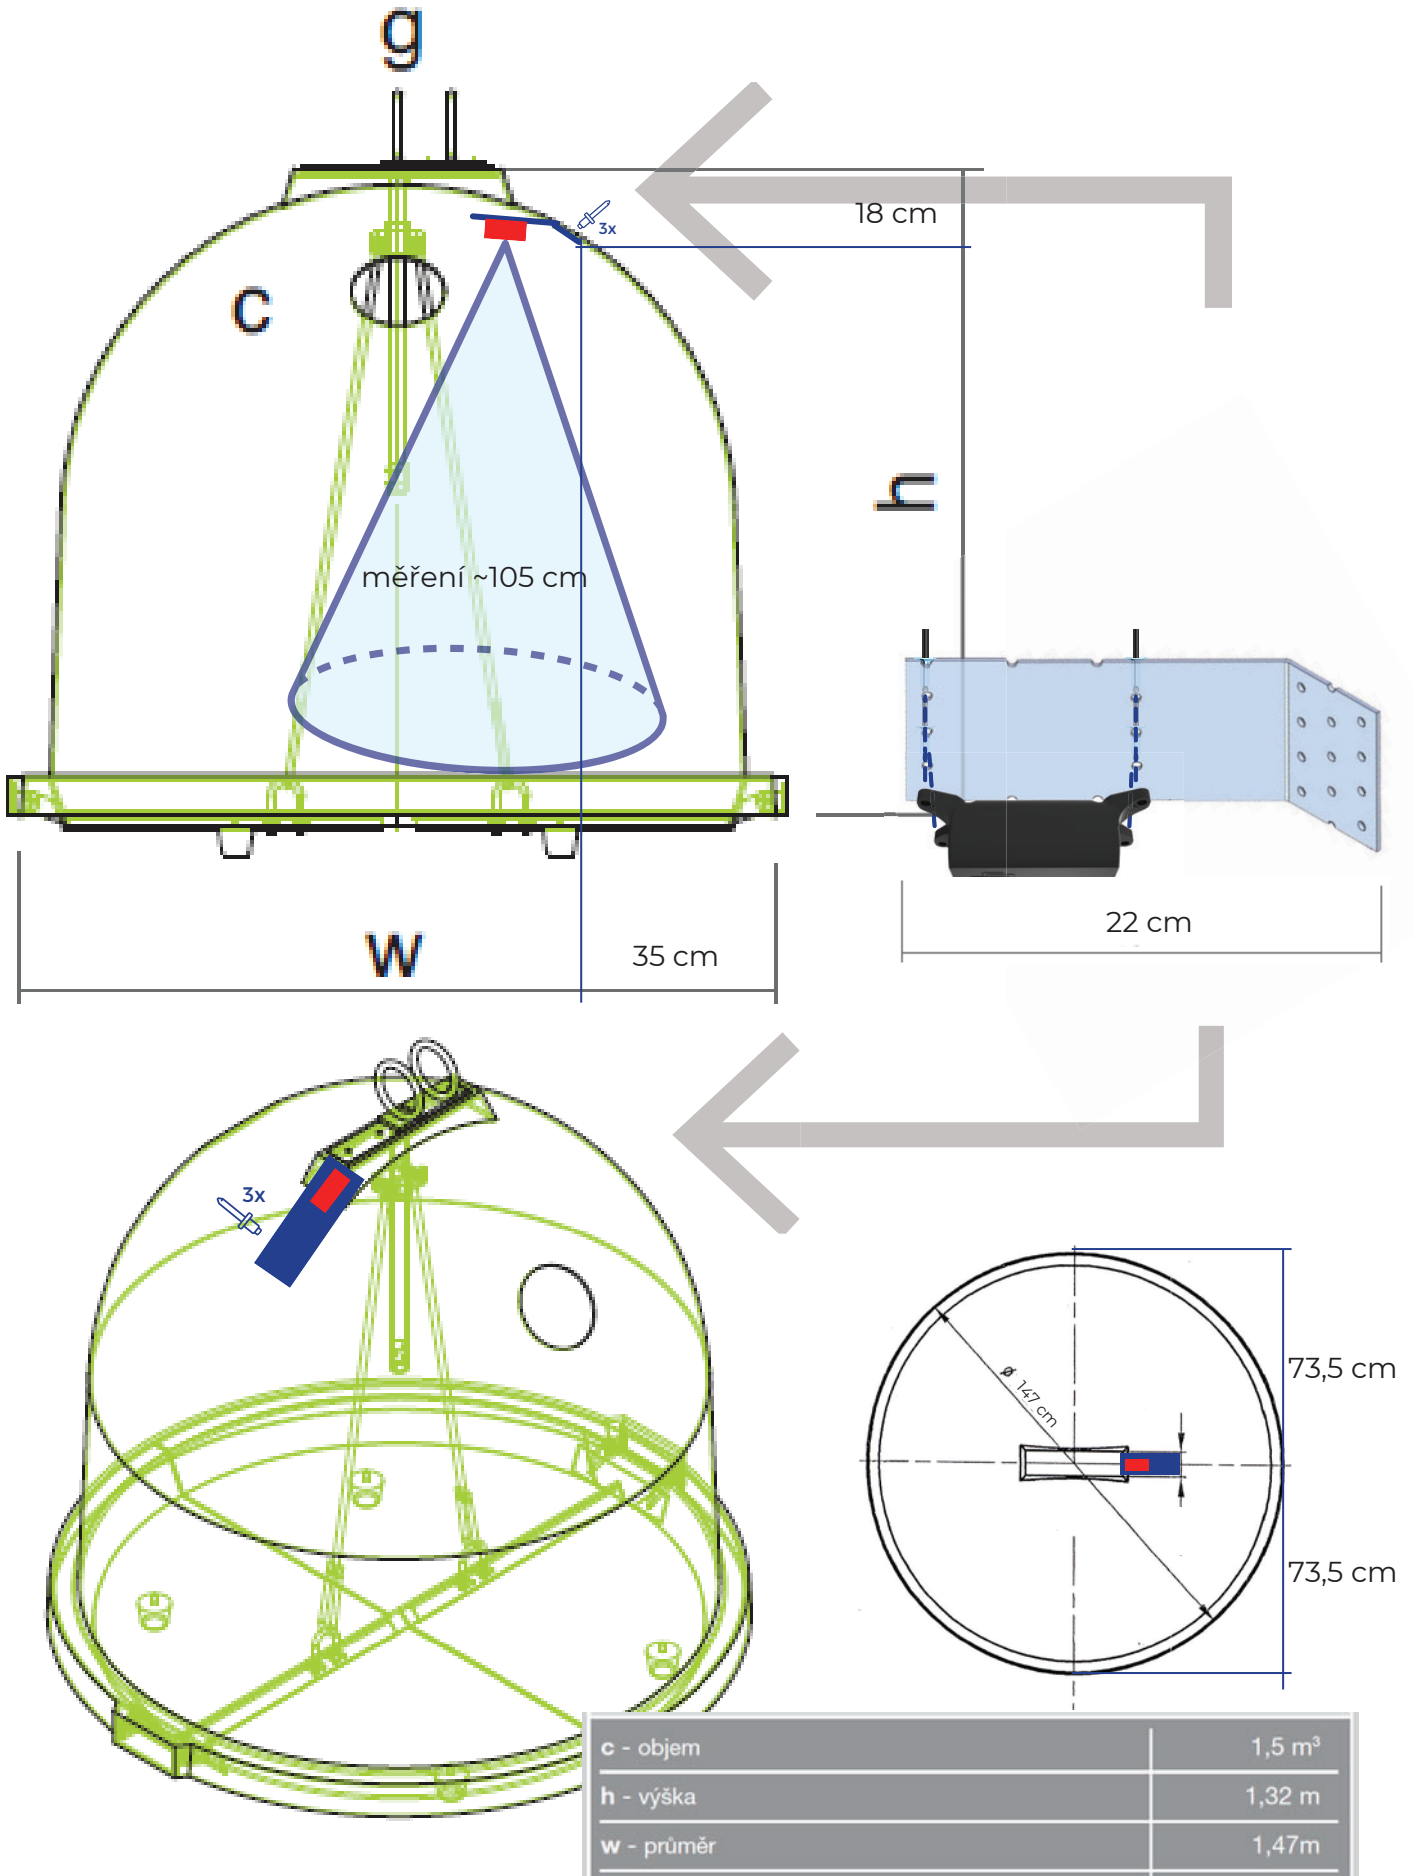 g
18 cm
3x
c
h
měření ~105 cm
22 cm
w
35 cm
3x
73,5 cm
ø 147 cm
73,5 cm
c - objem 1,5 m³
h - výška 1,32 m
w - průměr 1,47m